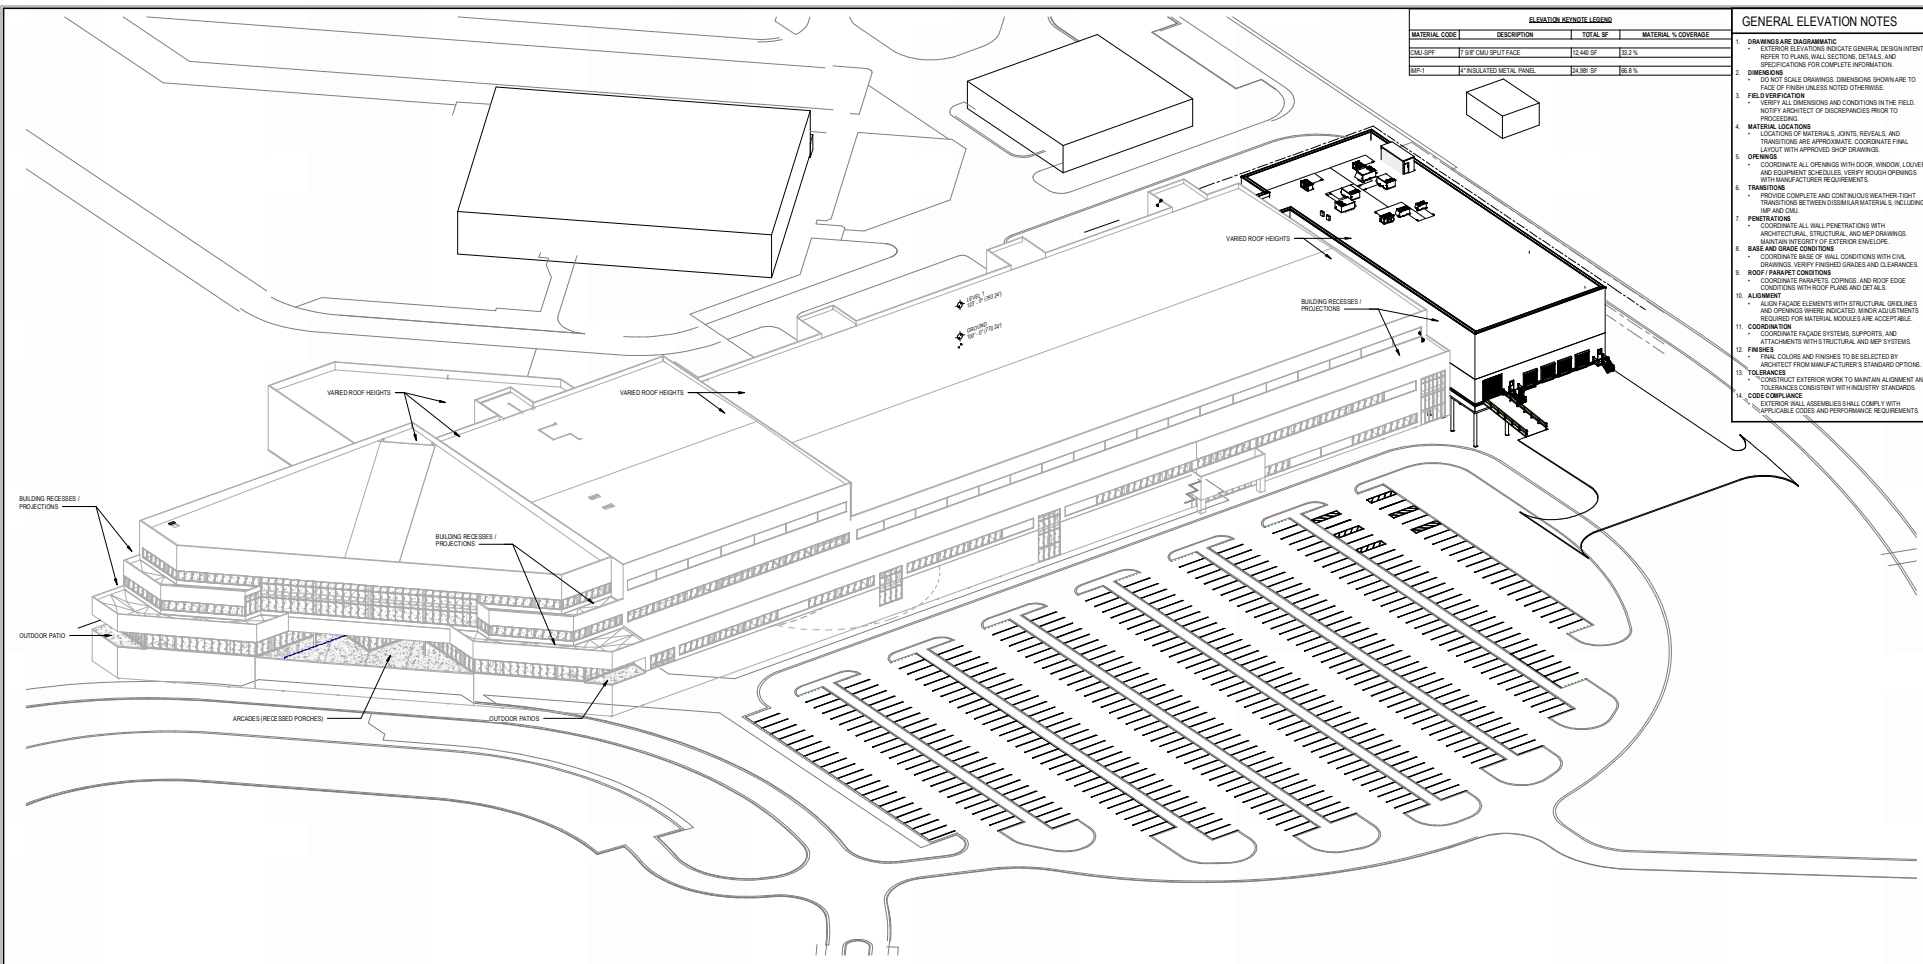 ELEVATION KEYNOTE LEGEND
MATERIAL CODE DESCRIPTION TOTAL SF MATERIAL % COVERAGE
CMU-SPF 7 5/8" CMU SPLIT FACE 12,440 SF 33.2 %
IMP-1 4" INSULATED METAL PANEL 24,981 SF 66.8 %
GENERAL ELEVATION NOTES
1. DRAWINGS ARE DIAGRAMMATIC
• EXTERIOR ELEVATIONS INDICATE GENERAL DESIGN INTENT
REFER TO PLANS, WALL SECTIONS, DETAILS, AND
SPECIFICATIONS FOR COMPLETE INFORMATION.
2. DIMENSIONS
• DO NOT SCALE DRAWINGS. DIMENSIONS SHOWN ARE TO
FACE OF FINISH UNLESS NOTED OTHERWISE.
3. FIELD VERIFICATION
• VERIFY ALL DIMENSIONS AND CONDITIONS IN THE FIELD.
NOTIFY ARCHITECT OF DISCREPANCIES PRIOR TO
PROCEEDING.
4. MATERIAL LOCATIONS
• LOCATIONS OF MATERIALS, JOINTS, REVEALS, AND
TRANSITIONS ARE APPROXIMATE. COORDINATE FINAL
LAYOUT WITH APPROVED SHOP DRAWINGS.
5. OPENINGS
• COORDINATE ALL OPENINGS WITH DOOR, WINDOW, LOUVER
AND EQUIPMENT SCHEDULES. VERIFY ROUGH OPENINGS
WITH MANUFACTURER REQUIREMENTS.
6. TRANSITIONS
• PROVIDE COMPLETE AND CONTINUOUS WEATHER-TIGHT
TRANSITIONS BETWEEN DISSIMILAR MATERIALS, INCLUDING
IMP AND CMU.
7. PENETRATIONS
• COORDINATE ALL WALL PENETRATIONS WITH
ARCHITECTURAL, STRUCTURAL, AND MEP DRAWINGS.
MAINTAIN INTEGRITY OF EXTERIOR ENVELOPE.
8. BASE AND GRADE CONDITIONS
• COORDINATE BASE OF WALL CONDITIONS WITH CIVIL
DRAWINGS. VERIFY FINISHED GRADES AND CLEARANCES.
9. ROOF / PARAPET CONDITIONS
• COORDINATE PARAPETS, COPINGS, AND ROOF EDGE
CONDITIONS WITH ROOF PLANS AND DETAILS.
10. ALIGNMENT
• ALIGN FAÇADE ELEMENTS WITH STRUCTURAL GRIDLINES
AND OPENINGS WHERE INDICATED. MINOR ADJUSTMENTS
REQUIRED FOR MATERIAL MODULES ARE ACCEPTABLE.
11. COORDINATION
• COORDINATE FAÇADE SYSTEMS, SUPPORTS, AND
ATTACHMENTS WITH STRUCTURAL AND MEP SYSTEMS.
12. FINISHES
• FINAL COLORS AND FINISHES TO BE SELECTED BY
ARCHITECT FROM MANUFACTURER'S STANDARD OPTIONS.
13. TOLERANCES
• CONSTRUCT EXTERIOR WORK TO MAINTAIN ALIGNMENT AN
TOLERANCES CONSISTENT WITH INDUSTRY STANDARDS.
14. CODE COMPLIANCE
• EXTERIOR WALL ASSEMBLIES SHALL COMPLY WITH
APPLICABLE CODES AND PERFORMANCE REQUIREMENTS.
VARIED ROOF HEIGHTS
LEVEL 1
BUILDING RECESSES /
PROJECTIONS
GROUND
VARIED ROOF HEIGHTS
VARIED ROOF HEIGHTS
BUILDING RECESSES /
PROJECTIONS
BUILDING RECESSES /
PROJECTIONS
OUTDOOR PATIO
ARCADES (RECESSED PORCHES)
OUTDOOR PATIOS